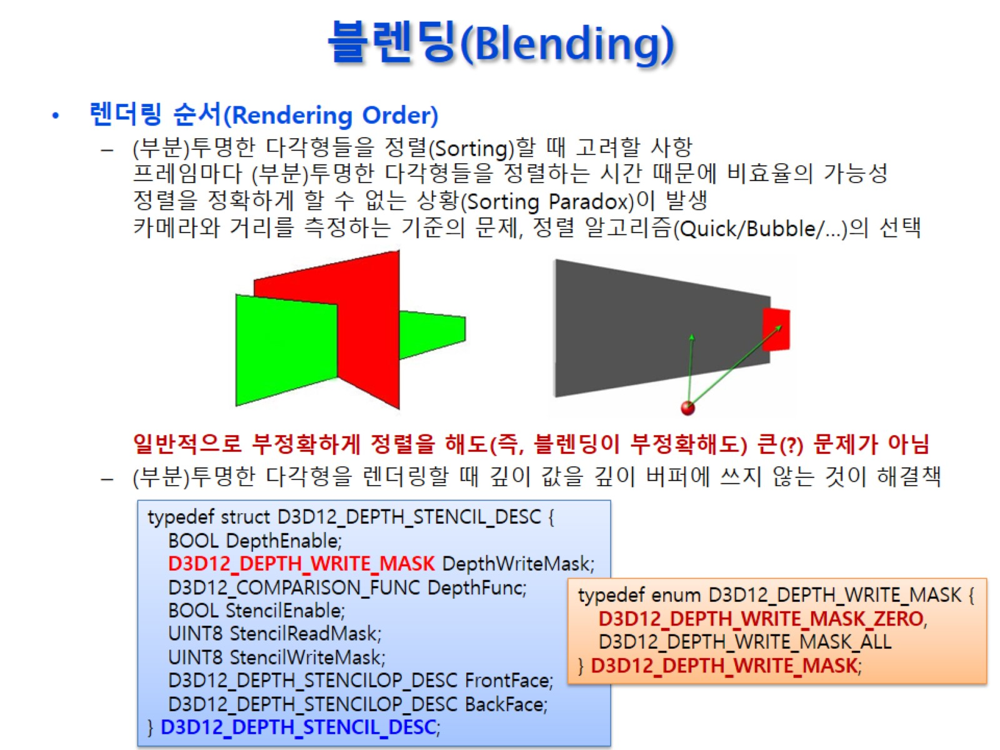 블렌딩(Blending)
• 렌더링 순서(Rendering Order)
– (부분)투명한 다각형들을 정렬(Sorting)할 때 고려할 사항
프레임마다 (부분)투명한 다각형들을 정렬하는 시간 때문에 비효율의 가능성
정렬을 정확하게 할 수 없는 상황(Sorting Paradox)이 발생
카메라와 거리를 측정하는 기준의 문제, 정렬 알고리즘(Quick/Bubble/...)의 선택
일반적으로 부정확하게 정렬을 해도(즉, 블렌딩이 부정확해도) 큰(?) 문제가 아님
– (부분)투명한 다각형을 렌더링할 때 깊이 값을 깊이 버퍼에 쓰지 않는 것이 해결책
typedef struct D3D12_DEPTH_STENCIL_DESC {
BOOL DepthEnable;
D3D12_DEPTH_WRITE_MASK DepthWriteMask;
D3D12_COMPARISON_FUNC DepthFunc;
BOOL StencilEnable;
UINT8 StencilReadMask;
UINT8 StencilWriteMask;
D3D12_DEPTH_STENCILOP_DESC FrontFace;
D3D12_DEPTH_STENCILOP_DESC BackFace;
} D3D12_DEPTH_STENCIL_DESC;
typedef enum D3D12_DEPTH_WRITE_MASK {
D3D12_DEPTH_WRITE_MASK_ZERO,
D3D12_DEPTH_WRITE_MASK_ALL
} D3D12_DEPTH_WRITE_MASK;